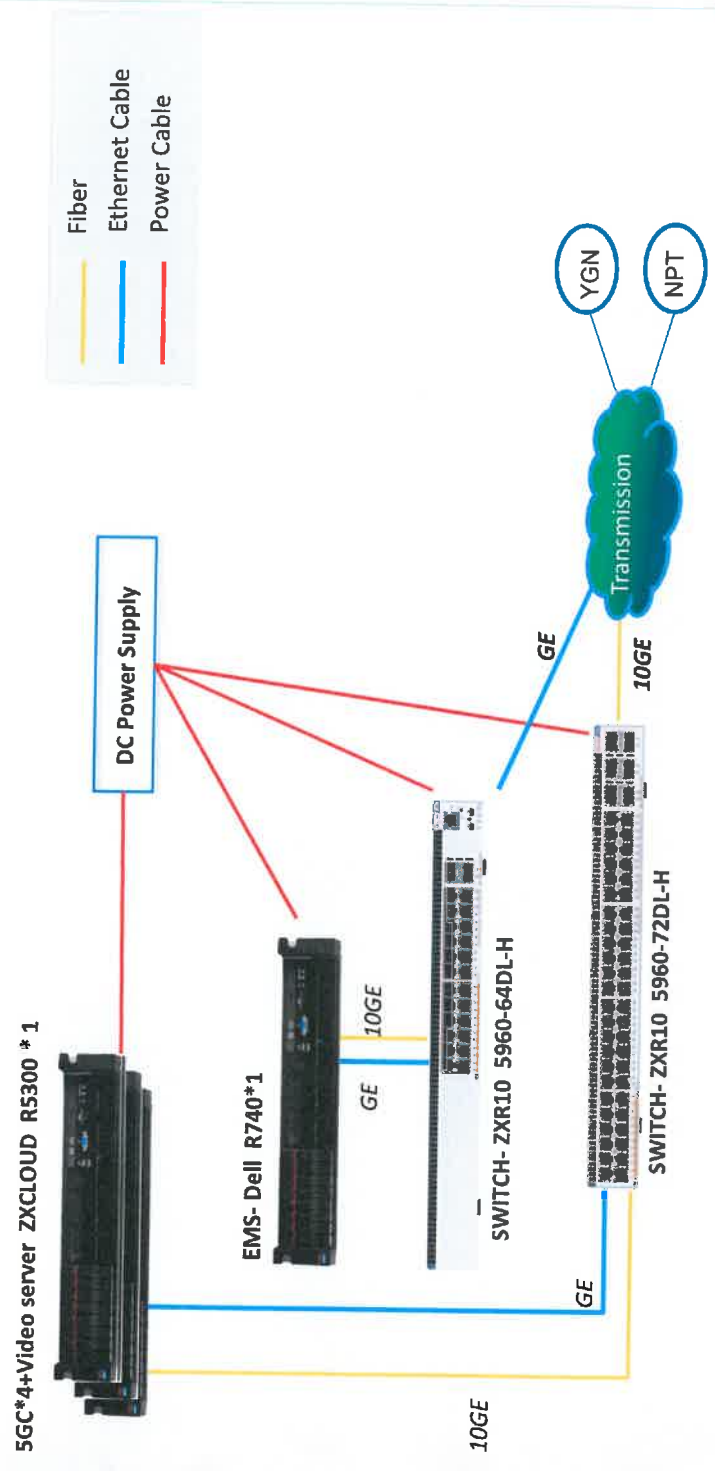 5GC*4+Video server ZXCLOUD R5300 *1
DC Power Supply
Fiber
Ethernet Cable
Power Cable
EMS- Dell R740*1
GE
10GE
SWITCH- ZXR10 5960-64DL-H
GE
10GE
Transmission
YGN
NPT
GE
10GE
SWITCH- ZXR10 5960-72DL-H